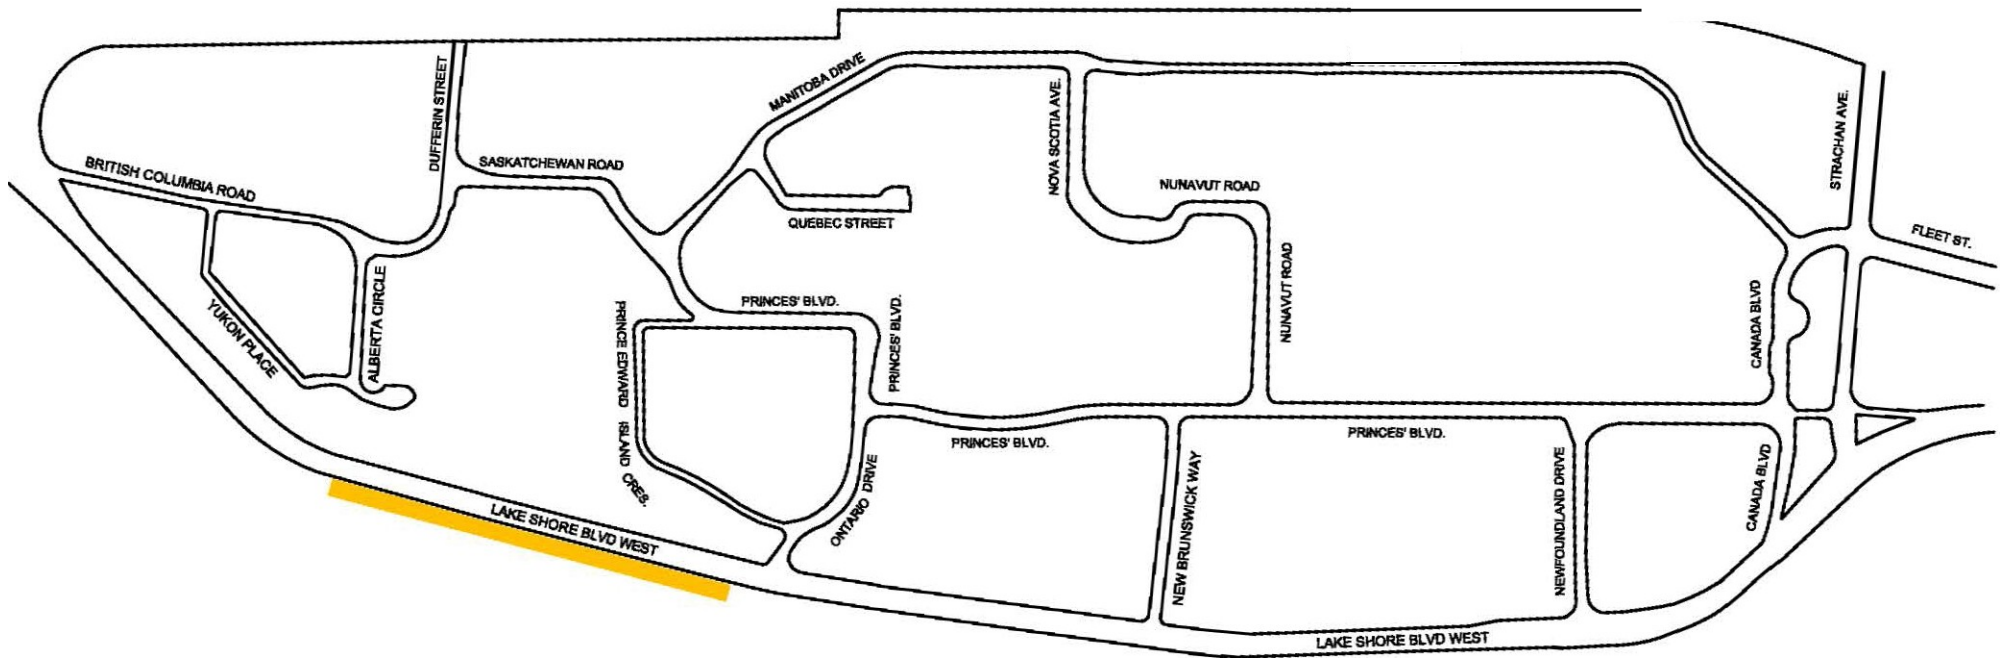 MANITOBA DRIVE
DUFFERIN STREET
NOVA SCOTIA AVE.
STRACHAN AVE.
BRITISH COLUMBIA ROAD
SASKATCHEWAN ROAD
NUNAVUT ROAD
QUEBEC STREET
FLEET ST.
NUNAVUT ROAD
YUKON PLACE
ALBERTA CIRCLE
PRINCES' BLVD.
PRINCES' BLVD.
CANADA BLVD
PRINCE EDWARD ISLAND CRES.
PRINCES' BLVD.
PRINCES' BLVD.
ONTARIO DRIVE
NEW BRUNSWICK WAY
NEWFOUNDLAND DRIVE
CANADA BLVD
LAKE SHORE BLVD WEST
LAKE SHORE BLVD WEST